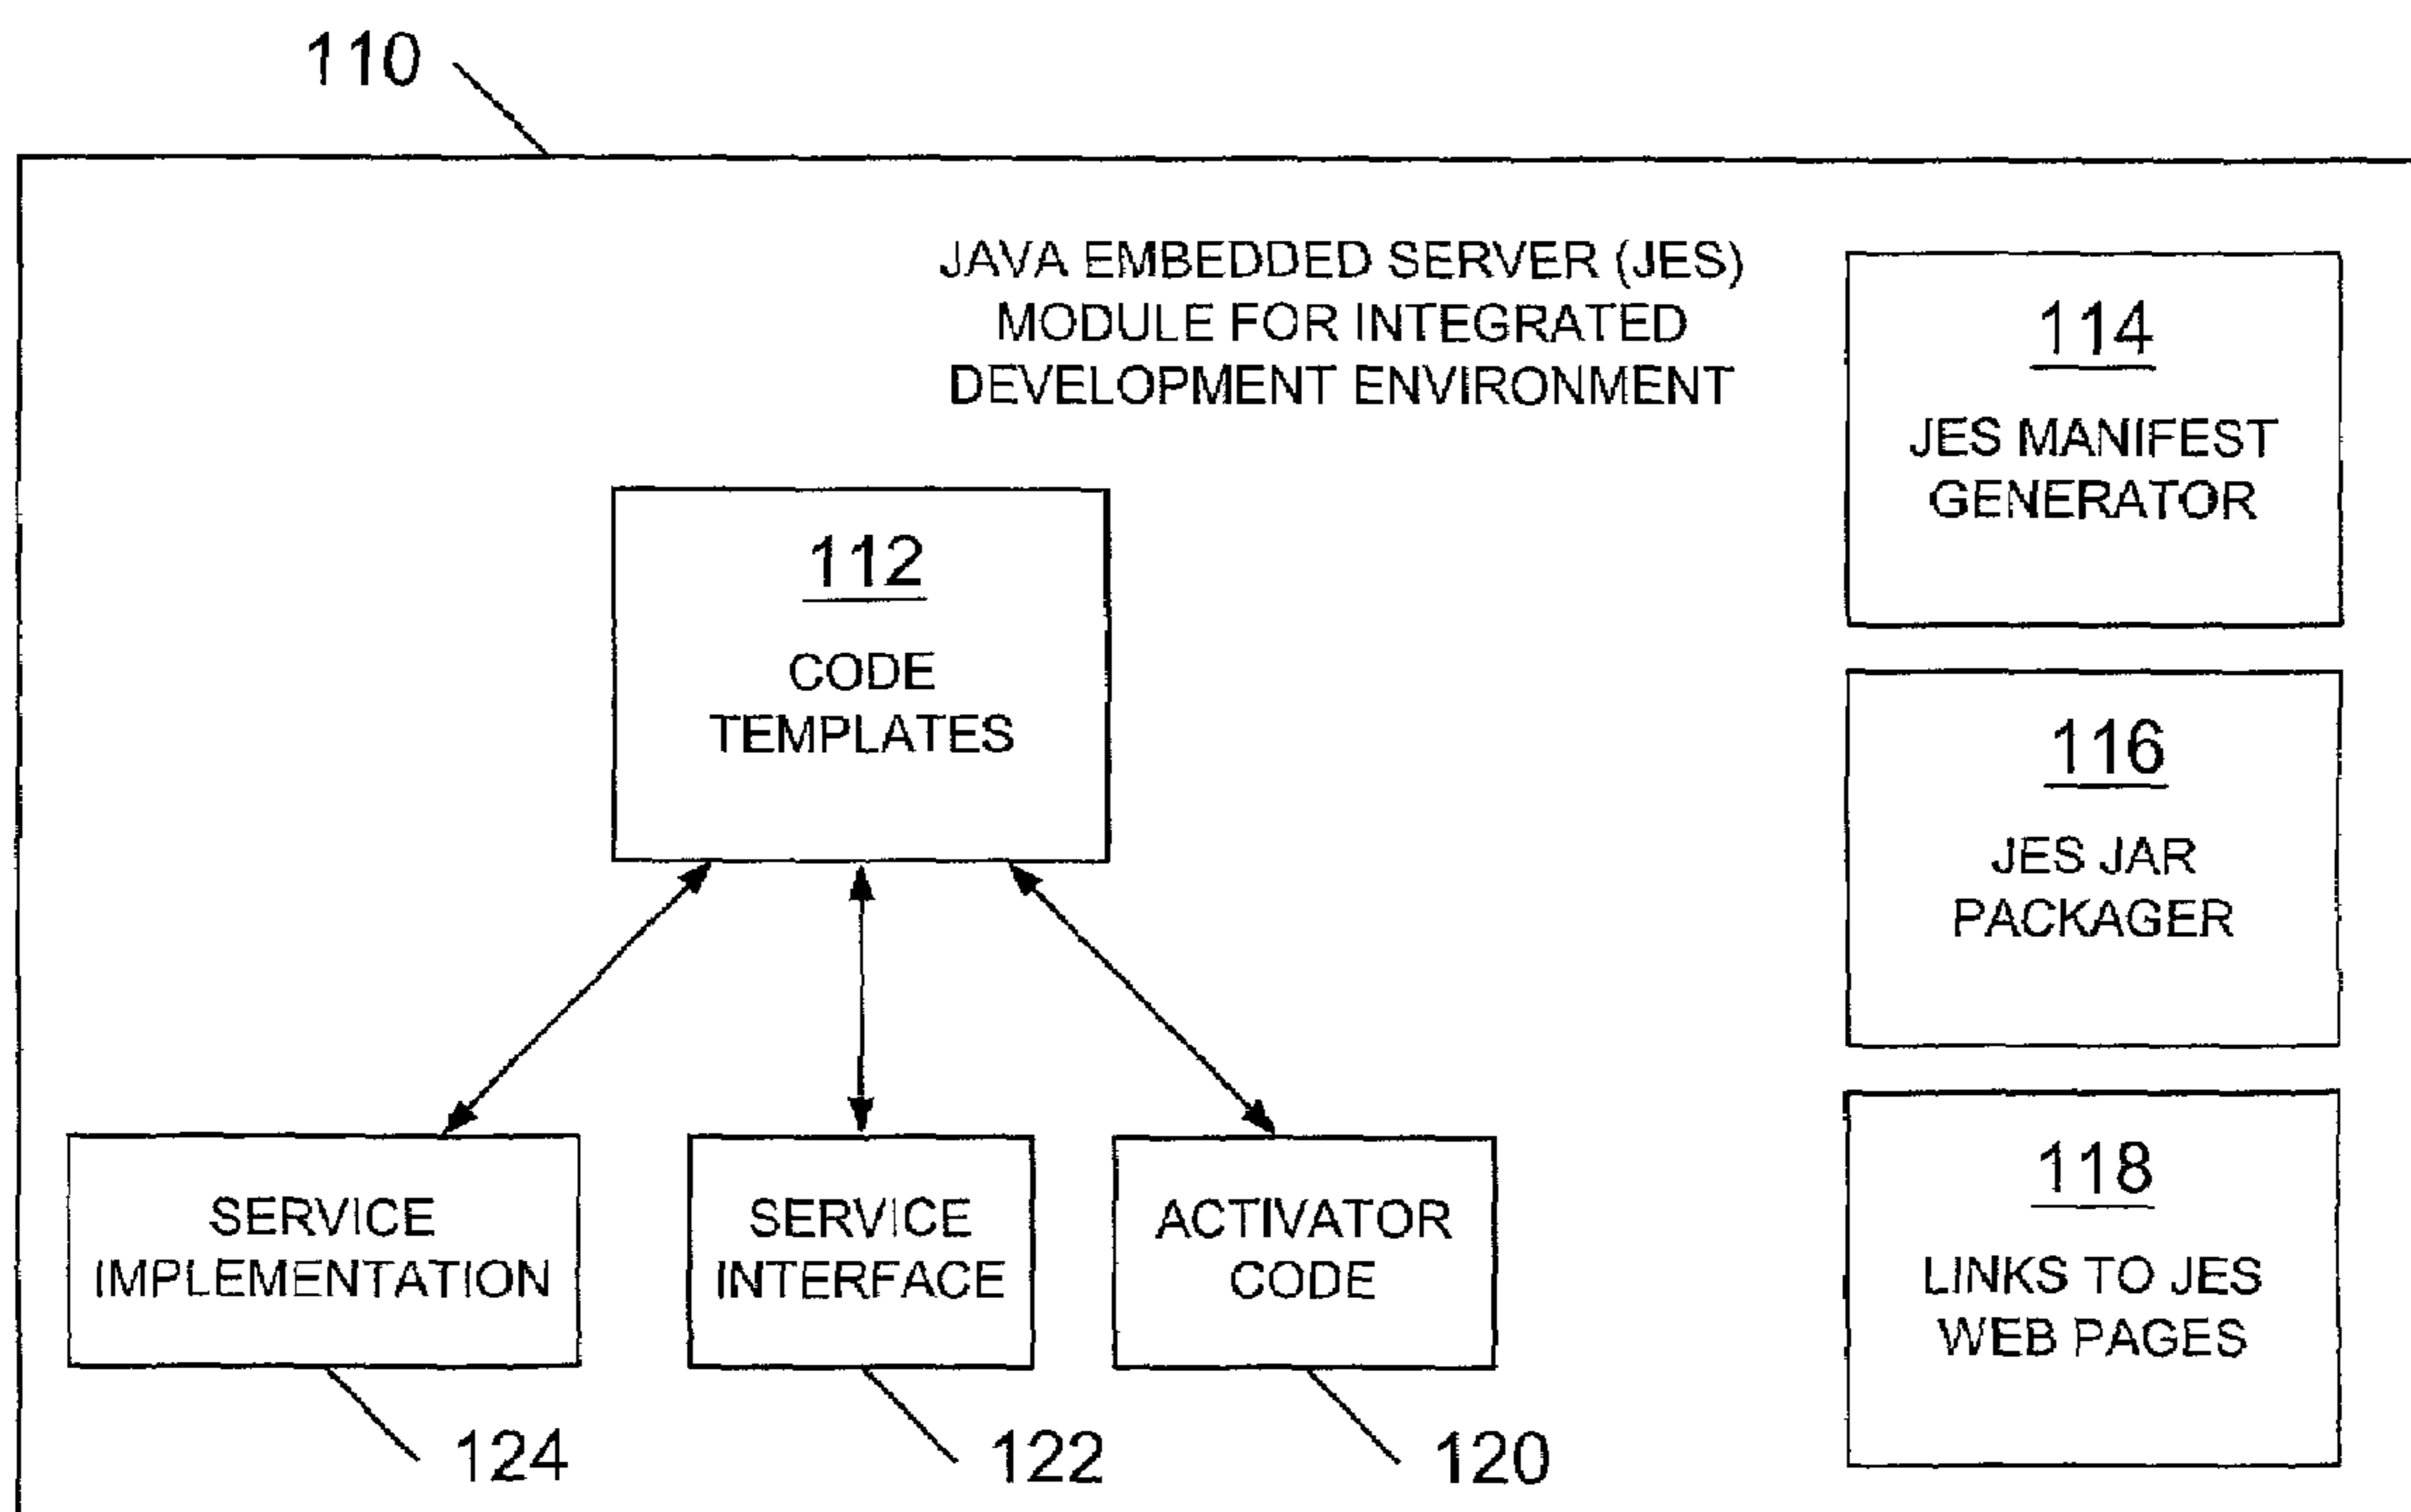 110
JAVA EMBEDDED SERVER (JES)
MODULE FOR INTEGRATED
DEVELOPMENT ENVIRONMENT
114
JES MANIFEST
GENERATOR
112
CODE
TEMPLATES
116
JES JAR
PACKAGER
118
LINKS TO JES
WEB PAGES
SERVICE
IMPLEMENTATION
SERVICE
INTERFACE
ACTIVATOR
CODE
124
122
120